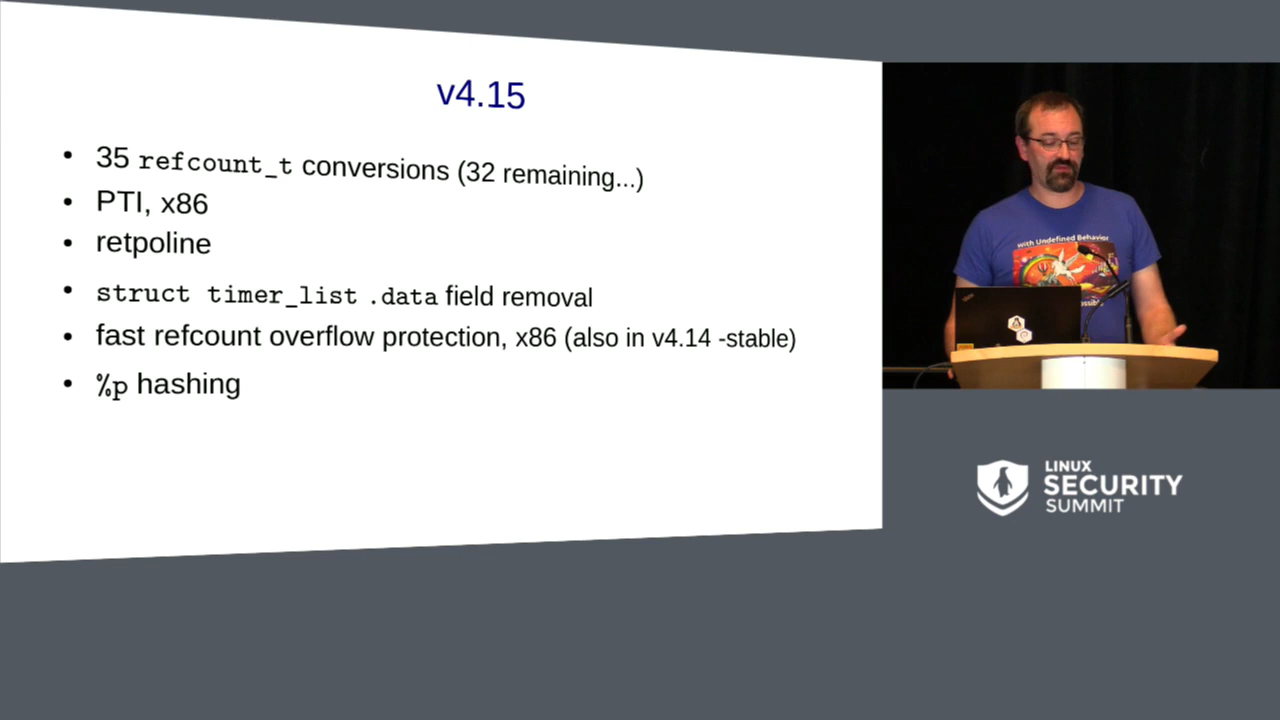 v4.15
• 35 refcount_t conversions (32 remaining...)
• PTI, x86
• retpoline
• struct timer_list .data field removal
• fast refcount overflow protection, x86 (also in v4.14 -stable)
• %p hashing
with Undefined Behavior
LINUX
SECURITY
SUMMIT